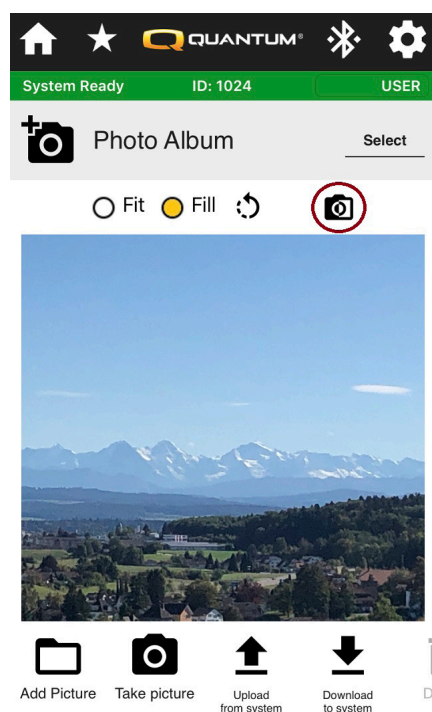 QUANTUM®
System Ready ID: 1024 USER
Photo Album Select
Fit Fill
Add Picture Take picture Upload from system Download to system D